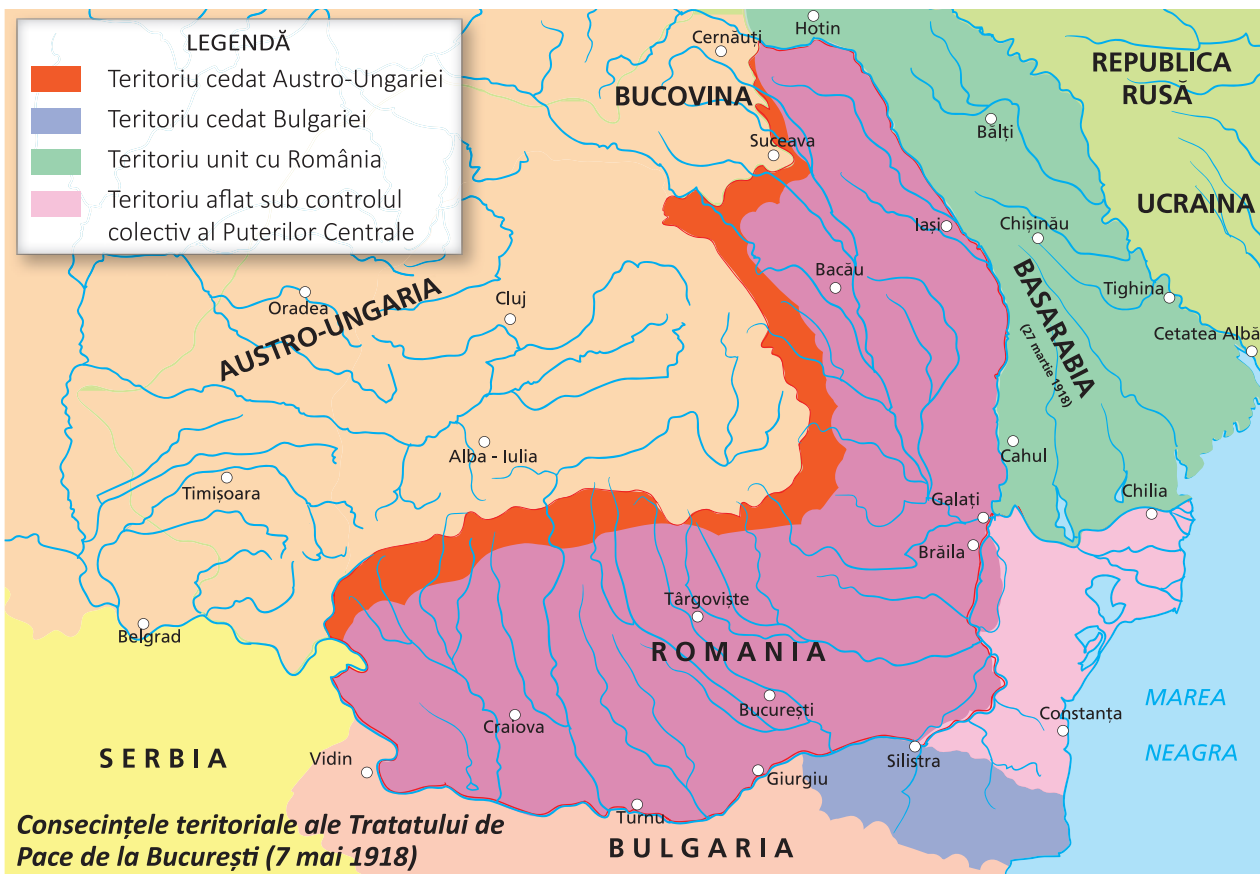 LEGENDĂ
Teritoriu cedat Austro-Ungariei
Teritoriu cedat Bulgariei
Teritoriu unit cu România
Teritoriu aflat sub controlul
colectiv al Puterilor Centrale
Hotin
Cernăuți
BUCOVINA
REPUBLICA
RUSĂ
Bălți
Suceava
UCRAINA
Iași
Chișinău
Bacău
BASARABIA
(27 martie 1918)
Tighina
Oradea
Cluj
AUSTRO-UNGARIA
Cetatea Albă
Alba - Iulia
Cahul
Timișoara
Galați
Chilia
Brăila
Târgoviște
Belgrad
ROMANIA
București
Constanța
MAREA
NEAGRA
Craiova
SERBIA
Vidin
Silistra
Giurgiu
Turnu
BULGARIA
Consecințele teritoriale ale Tratatului de
Pace de la București (7 mai 1918)